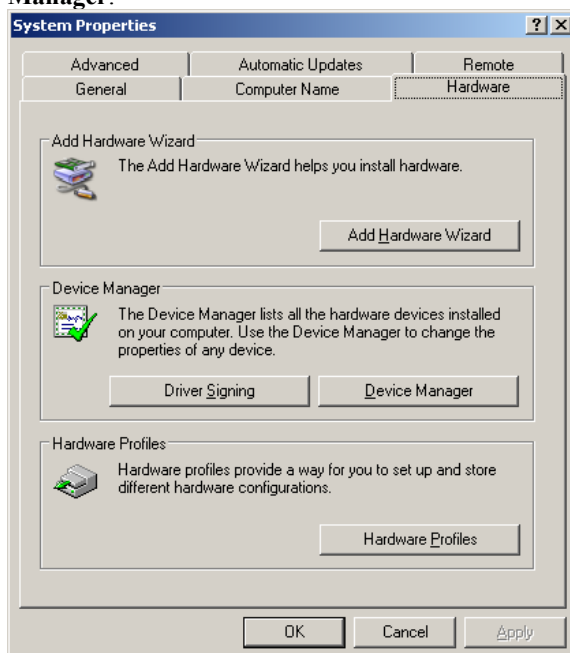 Manager.
System Properties
Advanced Automatic Updates Remote
General Computer Name Hardware
Add Hardware Wizard
The Add Hardware Wizard helps you install hardware.
Add Hardware Wizard
Device Manager
The Device Manager lists all the hardware devices installed
on your computer. Use the Device Manager to change the
properties of any device.
Driver Signing Device Manager
Hardware Profiles
Hardware profiles provide a way for you to set up and store
different hardware configurations.
Hardware Profiles
OK Cancel Apply